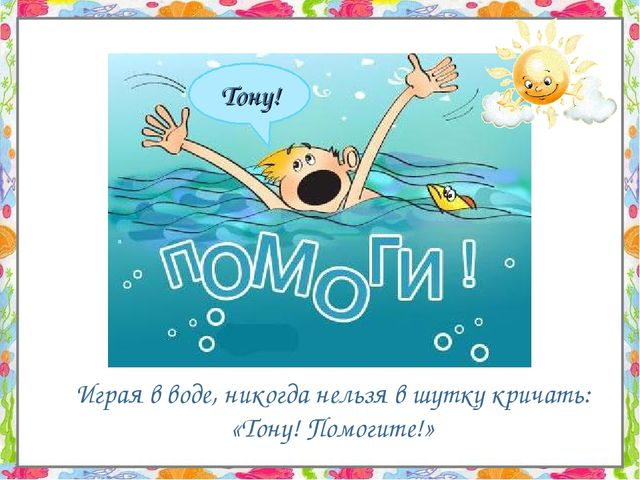 Тону!
ПОМОГИ!
Играя в воде, никогда нельзя в шутку кричать:
«Тону! Помогите!»